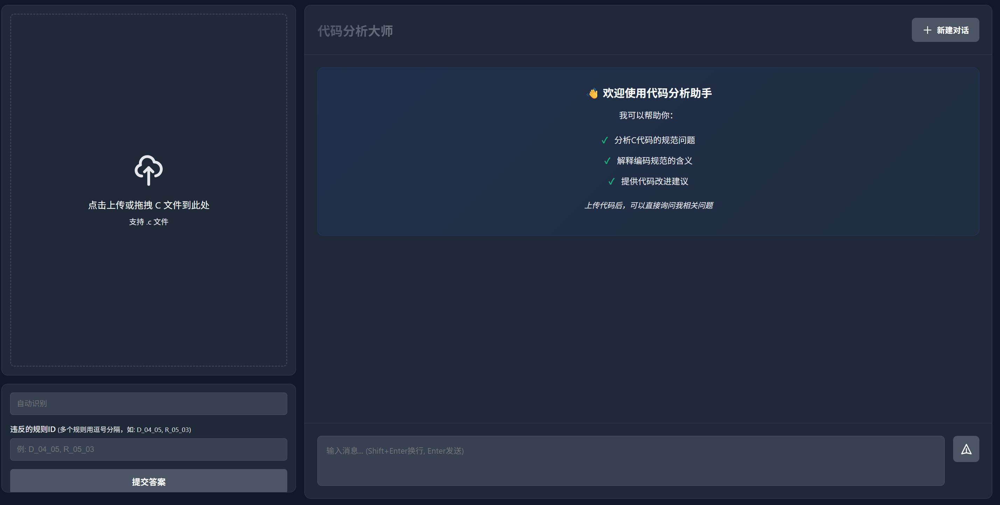 点击上传或拖拽 C 文件到此处
支持 .c 文件
自动识别
违反的规则ID (多个规则用逗号分隔，如: D_04_05, R_05_03)
例: D_04_05, R_05_03
提交答案
代码分析大师
新建对话
👋 欢迎使用代码分析助手
我可以帮助你：
✓ 分析C代码的规范问题
✓ 解释编码规范的含义
✓ 提供代码改进建议
上传代码后，可以直接询问我相关问题
输入消息... (Shift+Enter换行, Enter发送)